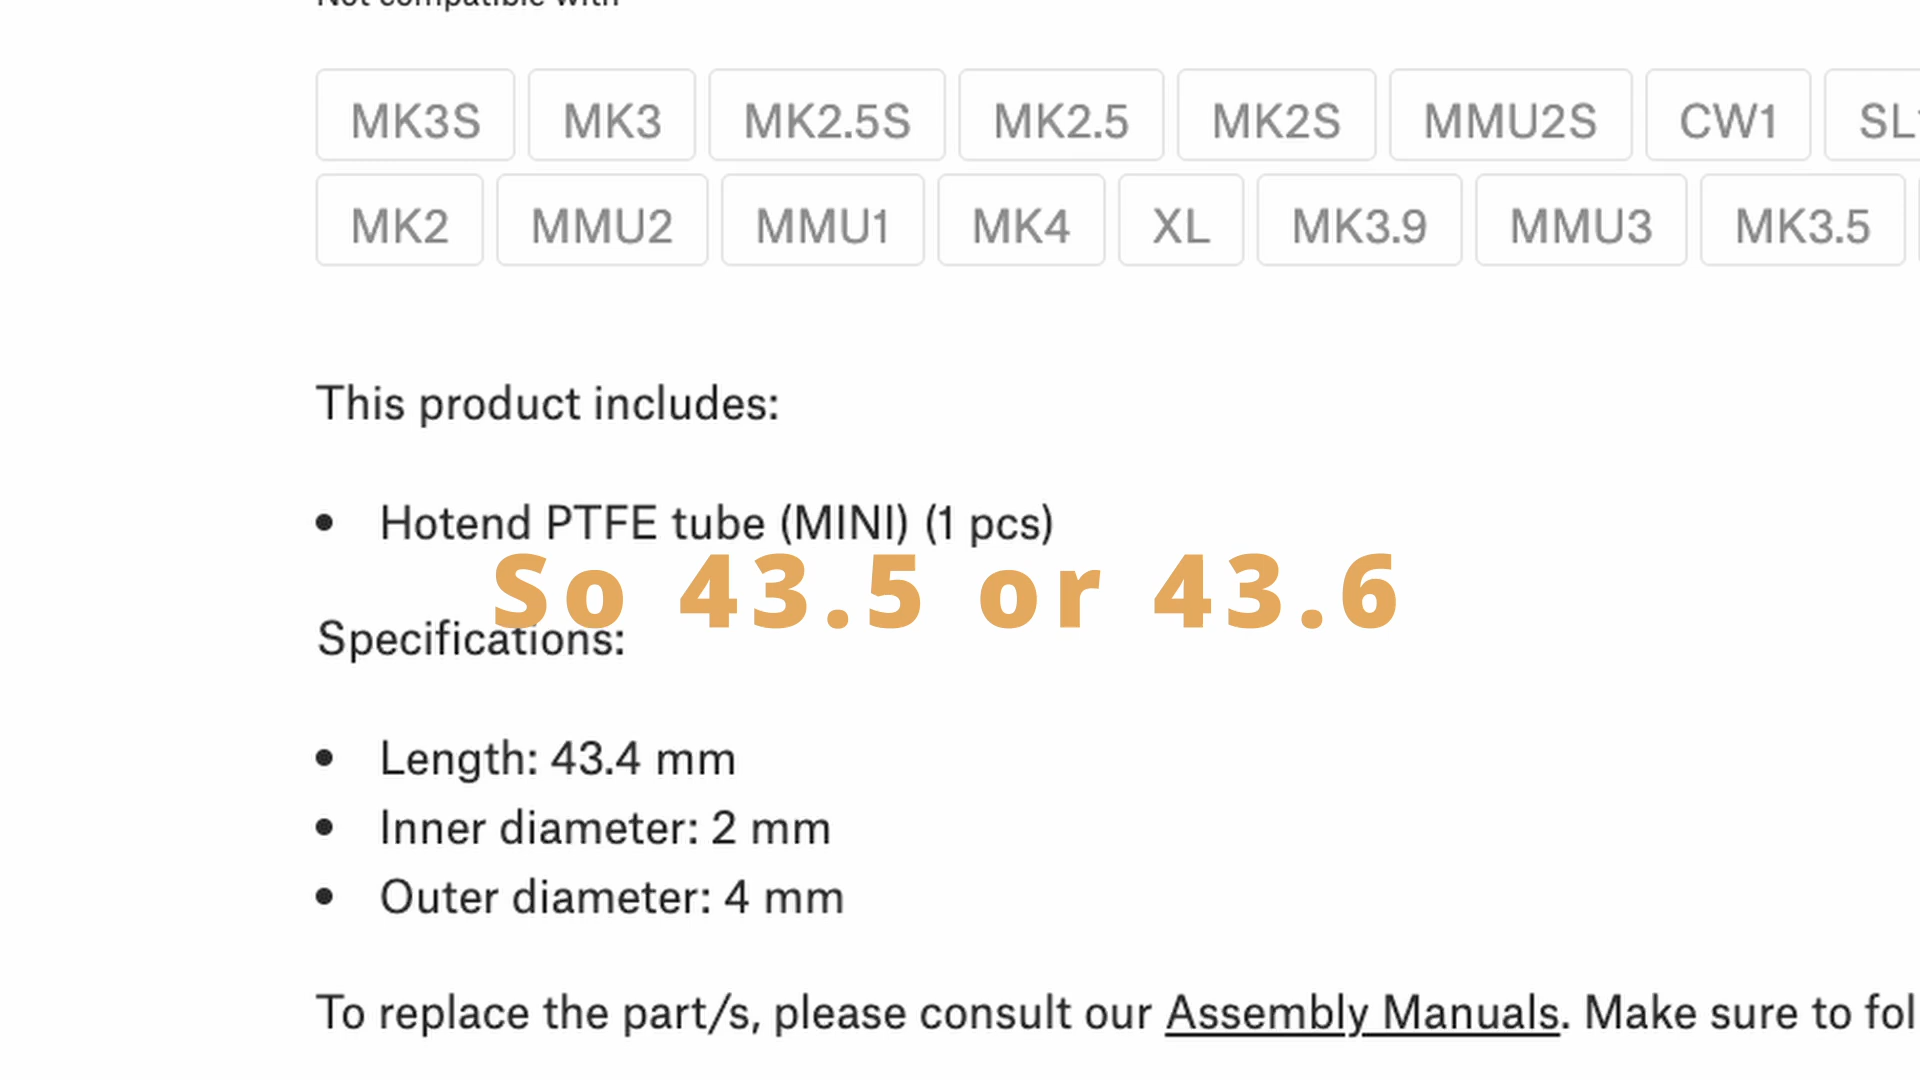 Not compatible with
MK3S MK3 MK2.5S MK2.5 MK2S MMU2S CW1
MK2 MMU2 MMU1 MK4 XL MK3.9 MMU3 MK3.5
This product includes:
• Hotend PTFE tube (MINI) (1 pcs)
So 43.5 or 43.6
Specifications:
• Length: 43.4 mm
• Inner diameter: 2 mm
• Outer diameter: 4 mm
To replace the part/s, please consult our Assembly Manuals. Make sure to